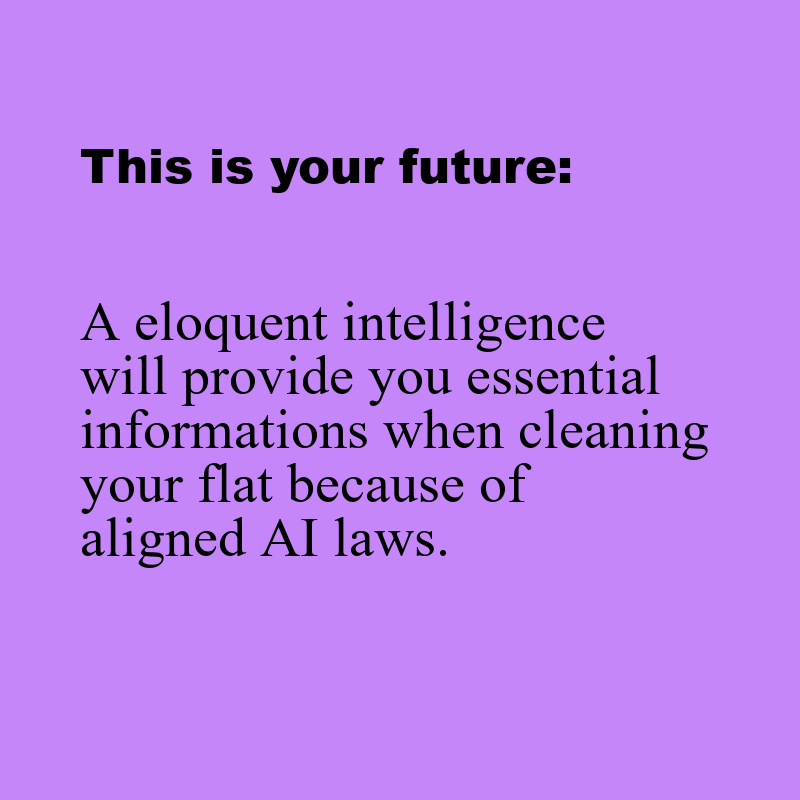 This is your future:
A eloquent intelligence
will provide you essential
informations when cleaning
your flat because of
aligned AI laws.